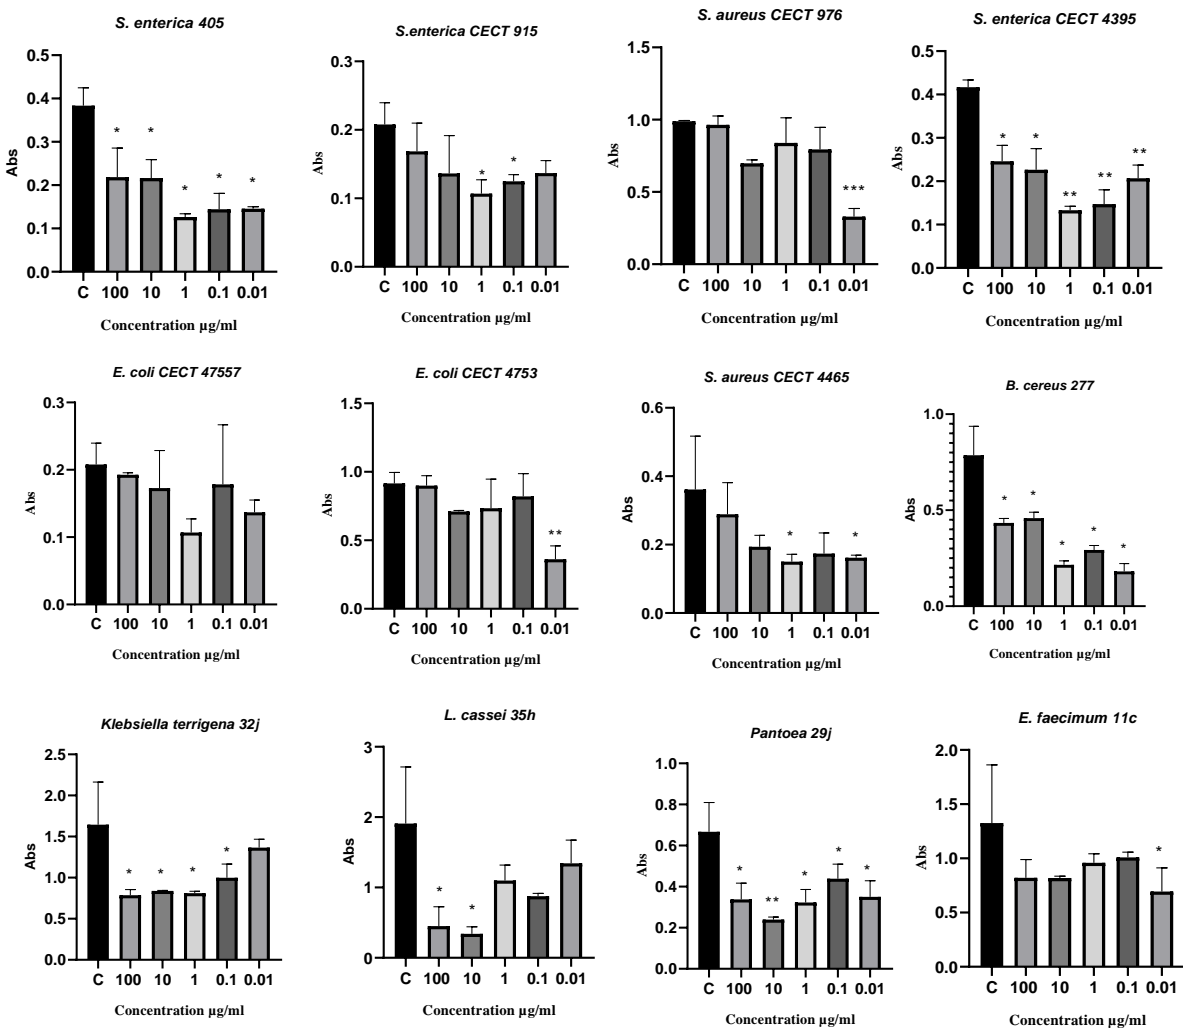 S. enterica 405
0.5
0.4
0.3
0.2
0.1
0.0
Abs
* * * * *
C 100 10 1 0.1 0.01
Concentration µg/ml
S.enterica CECT 915
0.3
0.2
0.1
0.0
Abs
* *
C 100 10 1 0.1 0.01
Concentration µg/ml
S. aureus CECT 976
1.5
1.0
0.5
0.0
Abs
***
C 100 10 1 0.1 0.01
Concentration µg/ml
S. enterica CECT 4395
0.5
0.4
0.3
0.2
0.1
0.0
Abs
* * ** ** **
C 100 10 1 0.1 0.01
Concentration µg/ml
E. coli CECT 47557
0.3
0.2
0.1
0.0
Abs
C 100 10 1 0.1 0.01
Concentration µg/ml
E. coli CECT 4753
1.5
1.0
0.5
0.0
Abs
**
C 100 10 1 0.1 0.01
Concentration µg/ml
S. aureus CECT 4465
0.6
0.4
0.2
0.0
Abs
* *
C 100 10 1 0.1 0.01
Concentration µg/ml
B. cereus 277
1.0
0.5
0.0
Abs
* * * * *
C 100 10 1 0.1 0.01
Concentration µg/ml
Klebsiella terrigena 32j
2.5
2.0
1.5
1.0
0.5
0.0
Abs
* * * *
C 100 10 1 0.1 0.01
Concentration µg/ml
L. cassei 35h
3
2
1
0
Abs
* *
C 100 10 1 0.1 0.01
Concentration µg/ml
Pantoea 29j
1.0
0.8
0.6
0.4
0.2
0.0
Abs
* ** * * *
C 100 10 1 0.1 0.01
Concentration µg/ml
E. faecimum 11c
2.0
1.5
1.0
0.5
0.0
Abs
*
C 100 10 1 0.1 0.01
Concentration µg/ml